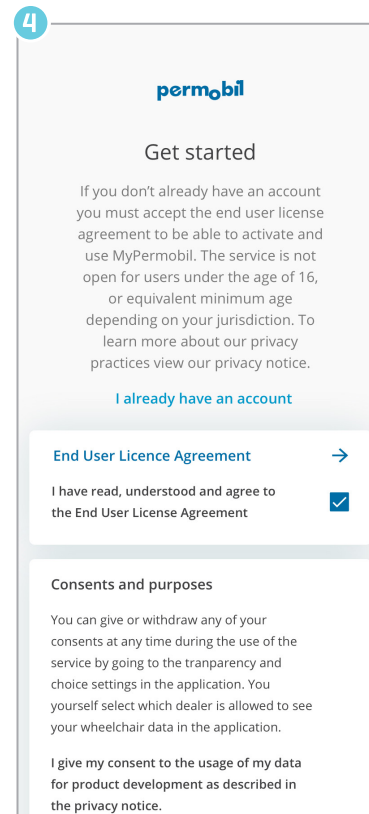 4
permobil
Get started
If you don't already have an account
you must accept the end user license
agreement to be able to activate and
use MyPermobil. The service is not
open for users under the age of 16,
or equivalent minimum age
depending on your jurisdiction. To
learn more about our privacy
practices view our privacy notice.
I already have an account
End User Licence Agreement
I have read, understood and agree to
the End User License Agreement
Consents and purposes
You can give or withdraw any of your
consents at any time during the use of the
service by going to the tranparency and
choice settings in the application. You
yourself select which dealer is allowed to see
your wheelchair data in the application.
I give my consent to the usage of my data
for product development as described in
the privacy notice.